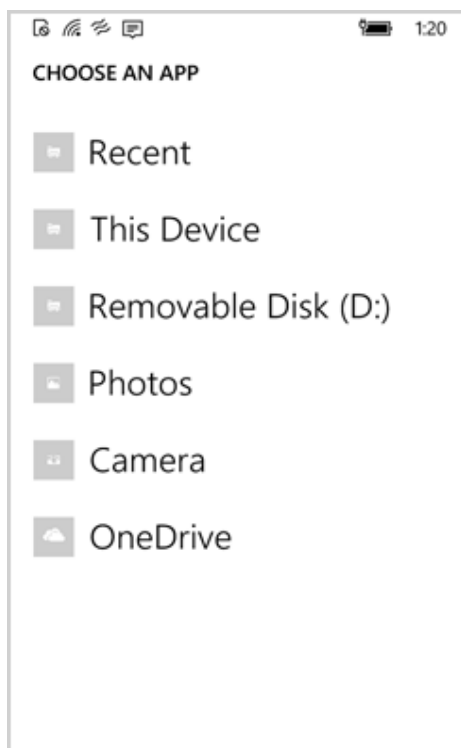 1:20
CHOOSE AN APP
Recent
This Device
Removable Disk (D:)
Photos
Camera
OneDrive